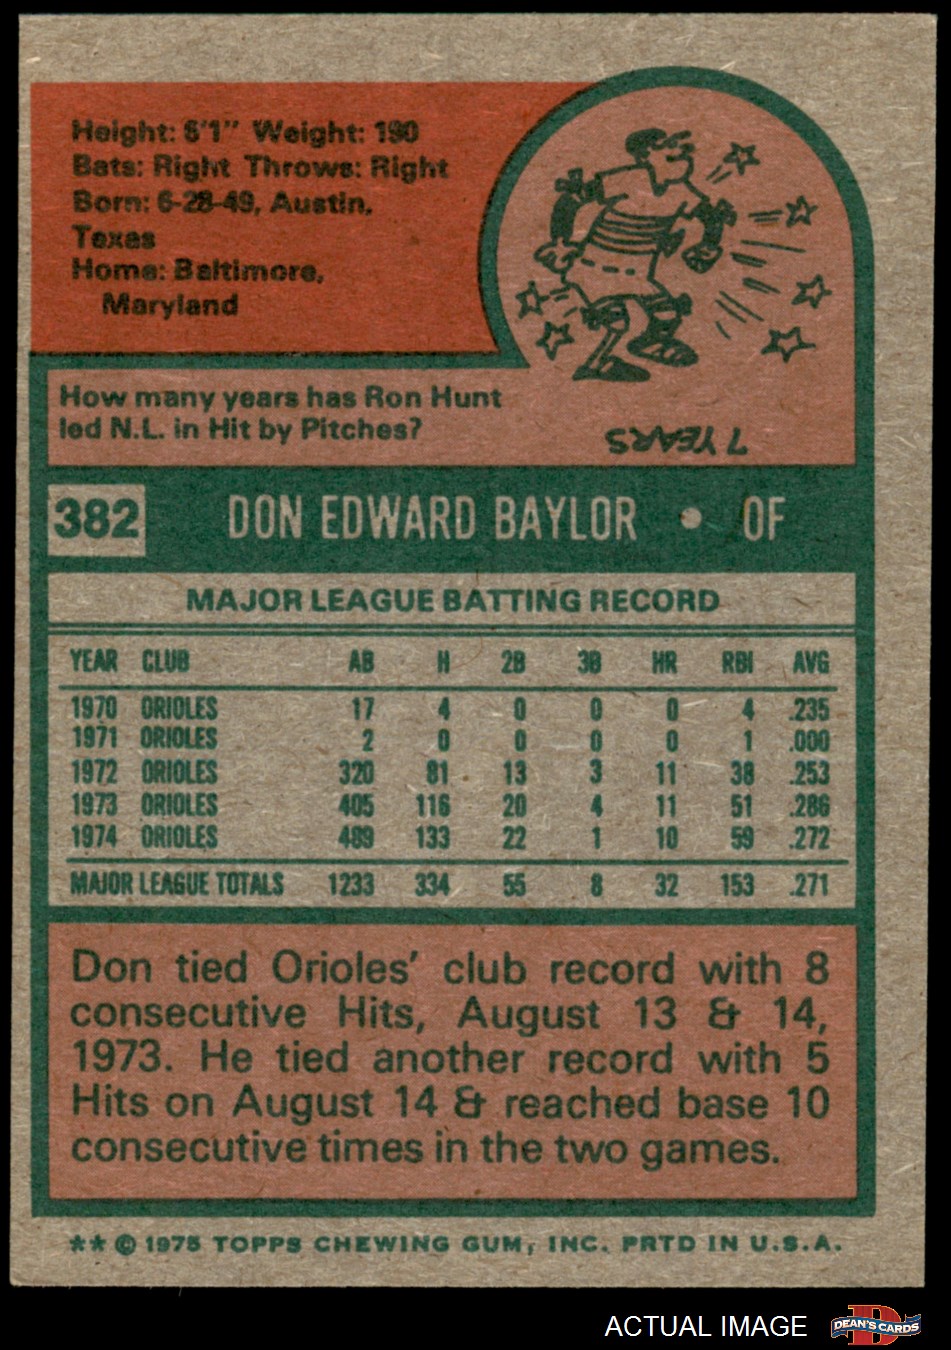 Height: 6'1" Weight: 190
Bats: Right Throws: Right
Born: 6-28-49, Austin,
Texas
Home: Baltimore,
Maryland
How many years has Ron Hunt
led N.L. in Hit by Pitches?
7 YEARS
382 DON EDWARD BAYLOR • OF
MAJOR LEAGUE BATTING RECORD
YEAR CLUB AB H 2B 3B HR RBI AVG
1970 ORIOLES 17 4 0 0 0 4 .235
1971 ORIOLES 2 0 0 0 0 1 .000
1972 ORIOLES 320 81 13 3 11 38 .253
1973 ORIOLES 405 116 20 4 11 51 .286
1974 ORIOLES 489 133 22 1 10 59 .272
MAJOR LEAGUE TOTALS 1233 334 55 8 32 153 .271
Don tied Orioles' club record with 8
consecutive Hits, August 13 & 14,
1973. He tied another record with 5
Hits on August 14 & reached base 10
consecutive times in the two games.
** © 1975 TOPPS CHEWING GUM, INC. PRTD IN U.S.A.
ACTUAL IMAGE
D
DEAN'S CARDS